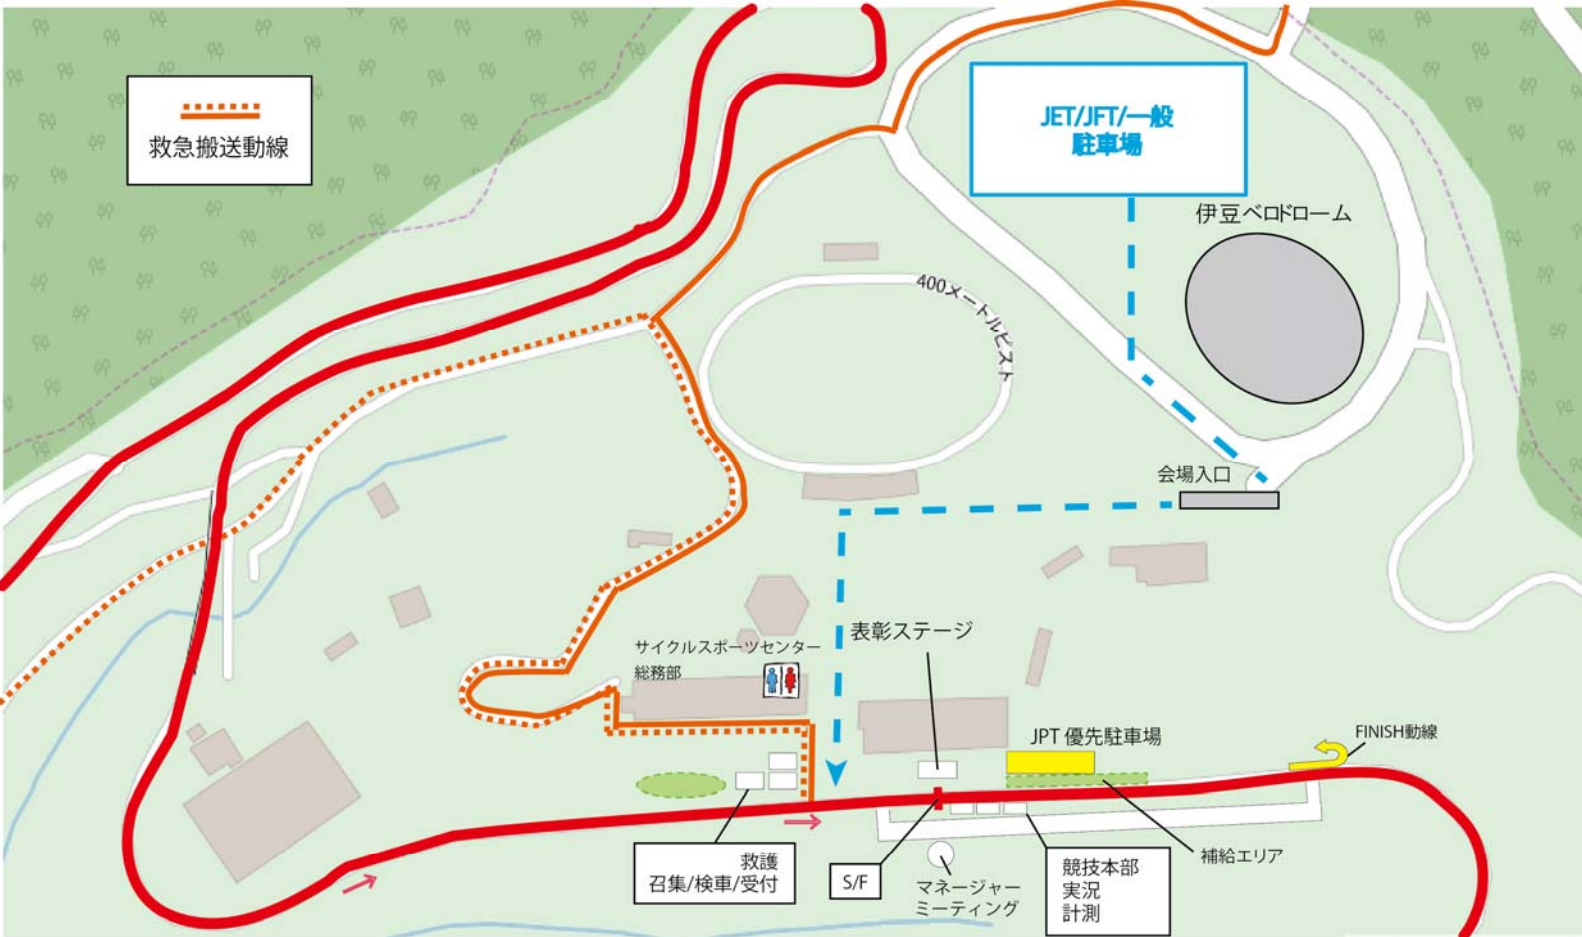 救急搬送動線
JET/JFT/一般
駐車場
伊豆ベロドローム
400メートルピスト
会場入口
表彰ステージ
サイクルスポーツセンター
総務部
JPT 優先駐車場
FINISH動線
救護
召集/検車/受付
S/F
マネージャー
ミーティング
競技本部
実況
計測
補給エリア